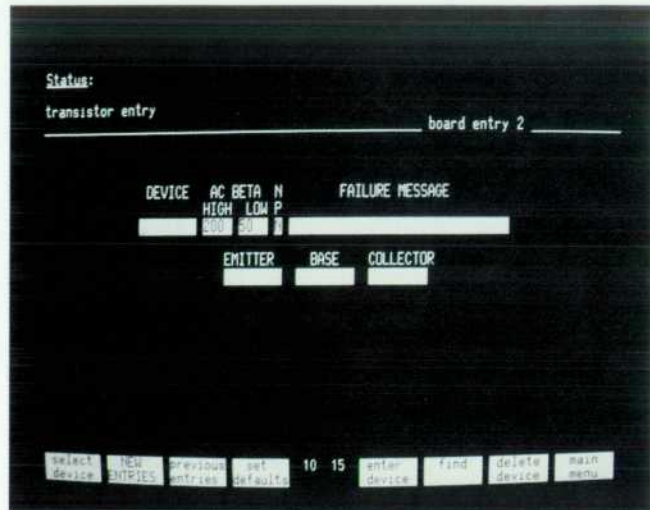 Status:
transistor entry
board entry 2
DEVICE AC BETA N FAILURE MESSAGE
HIGH LOW P
200 50 N
EMITTER BASE COLLECTOR
select NEW previous set 10 15 enter find delete main
device ENTRIES entries defaults device device menu